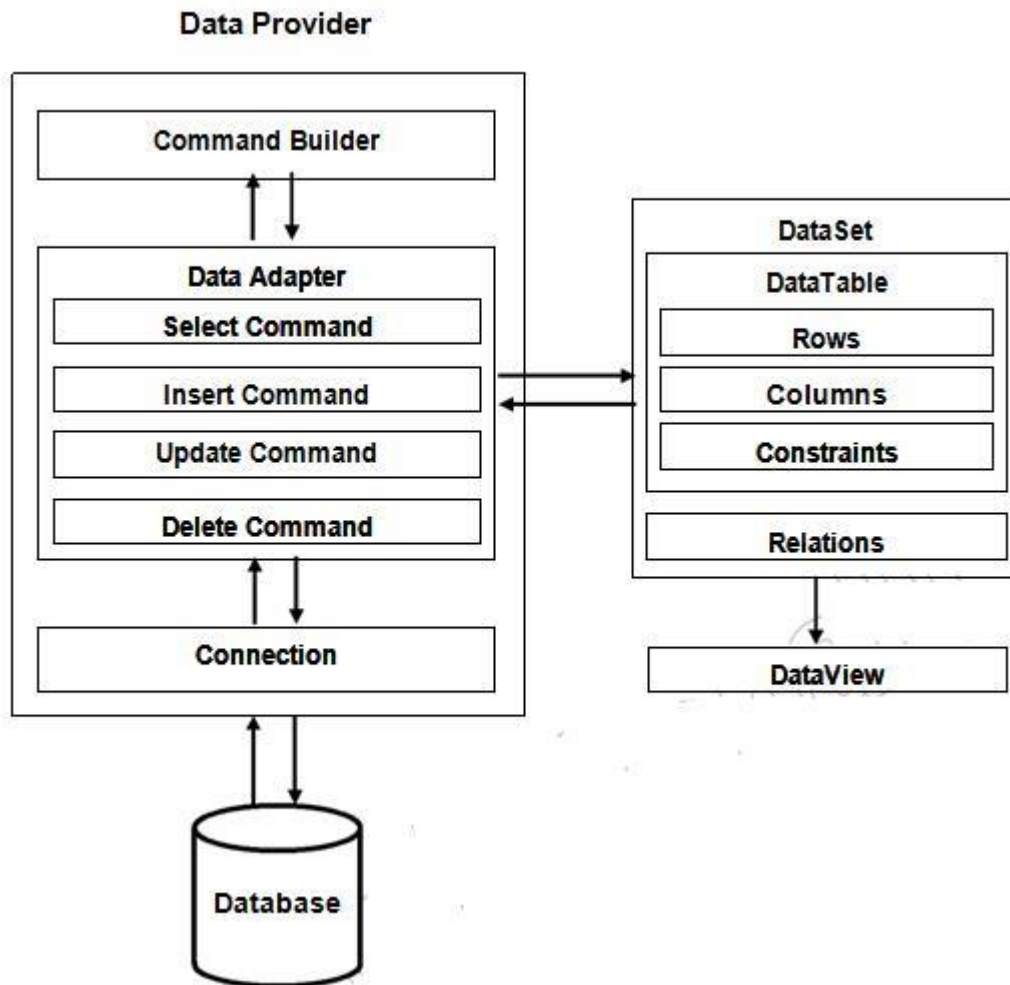 Data Provider
Command Builder
Data Adapter
Select Command
Insert Command
Update Command
Delete Command
Connection
Database
DataSet
DataTable
Rows
Columns
Constraints
Relations
DataView